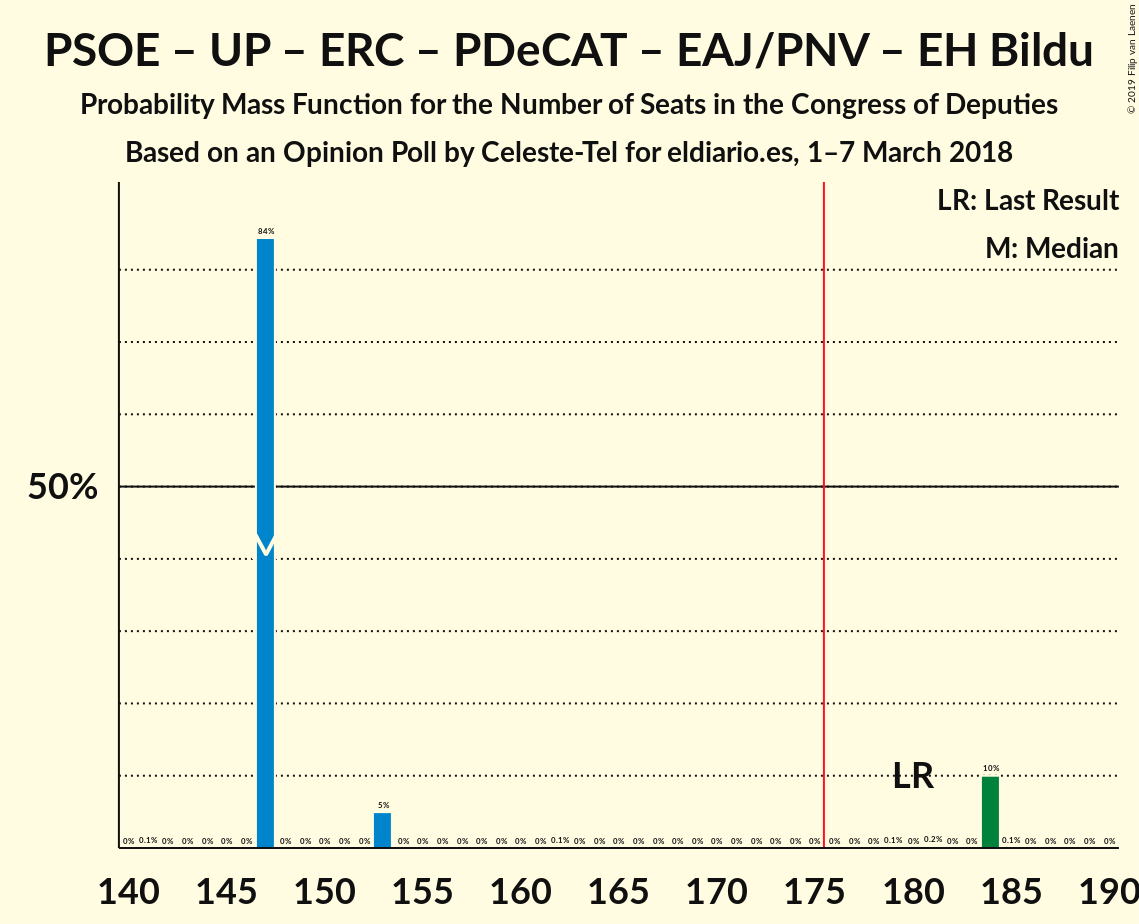 PSOE – UP – ERC – PDeCAT – EAJ/PNV – EH Bildu
Probability Mass Function for the Number of Seats in the Congress of Deputies
Based on an Opinion Poll by Celeste-Tel for eldiario.es, 1–7 March 2018
© 2019 Filip van Laenen
LR: Last Result
M: Median
84%
50%
M
LR
10%
5%
0% 0.1% 0% 0% 0% 0% 0% 0% 0% 0% 0% 0% 0% 0% 0% 0% 0% 0% 0% 0% 0.1% 0% 0% 0% 0% 0% 0% 0% 0% 0% 0% 0% 0% 0% 0% 0% 0% 0.1% 0% 0.2% 0% 0% 0.1% 0% 0% 0% 0% 0%
140 145 150 155 160 165 170 175 180 185 190